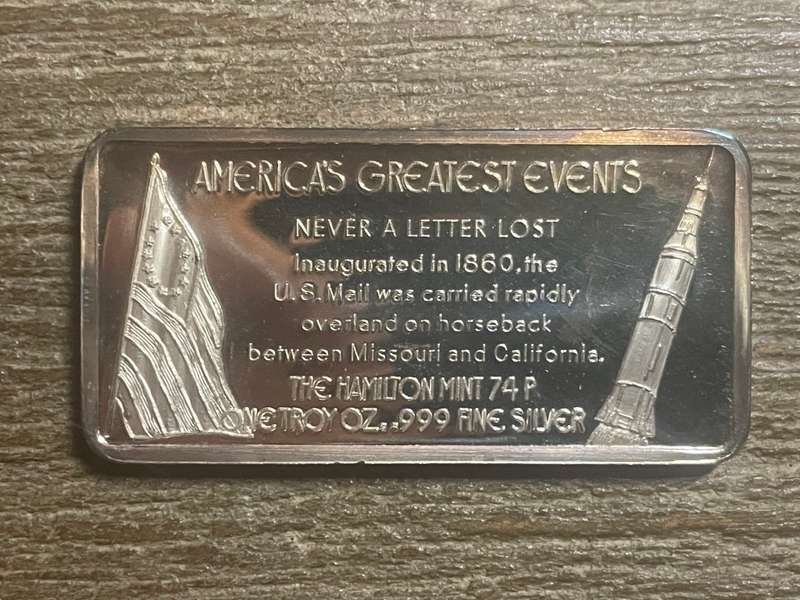 AMERICA'S GREATEST EVENTS
NEVER A LETTER LOST
Inaugurated in 1860, the
U.S. Mail was carried rapidly
overland on horseback
between Missouri and California.
THE HAMILTON MINT 74 P
ONE TROY OZ. .999 FINE SILVER